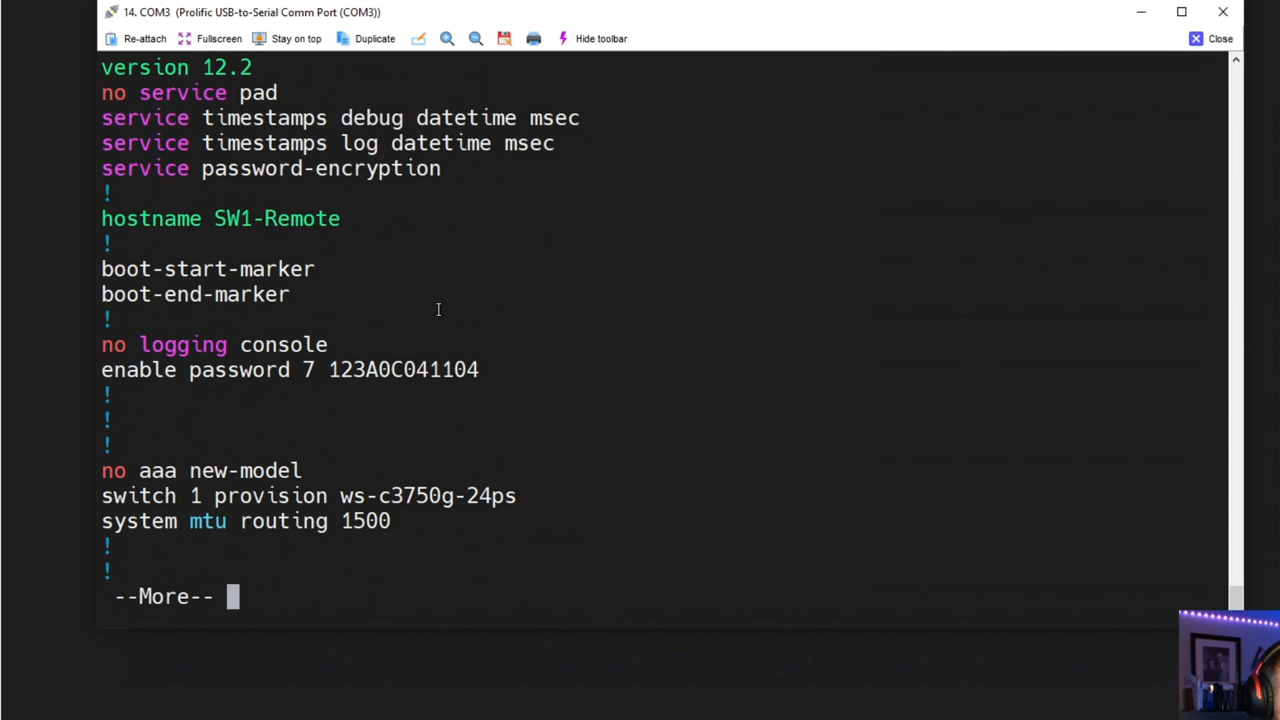 14. COM3  (Prolific USB-to-Serial Comm Port (COM3))
Re-attach Fullscreen Stay on top Duplicate Hide toolbar Close
version 12.2
no service pad
service timestamps debug datetime msec
service timestamps log datetime msec
service password-encryption
!
hostname SW1-Remote
!
boot-start-marker
boot-end-marker
!
no logging console
enable password 7 123A0C041104
!
!
!
no aaa new-model
switch 1 provision ws-c3750g-24ps
system mtu routing 1500
!
!
--More--